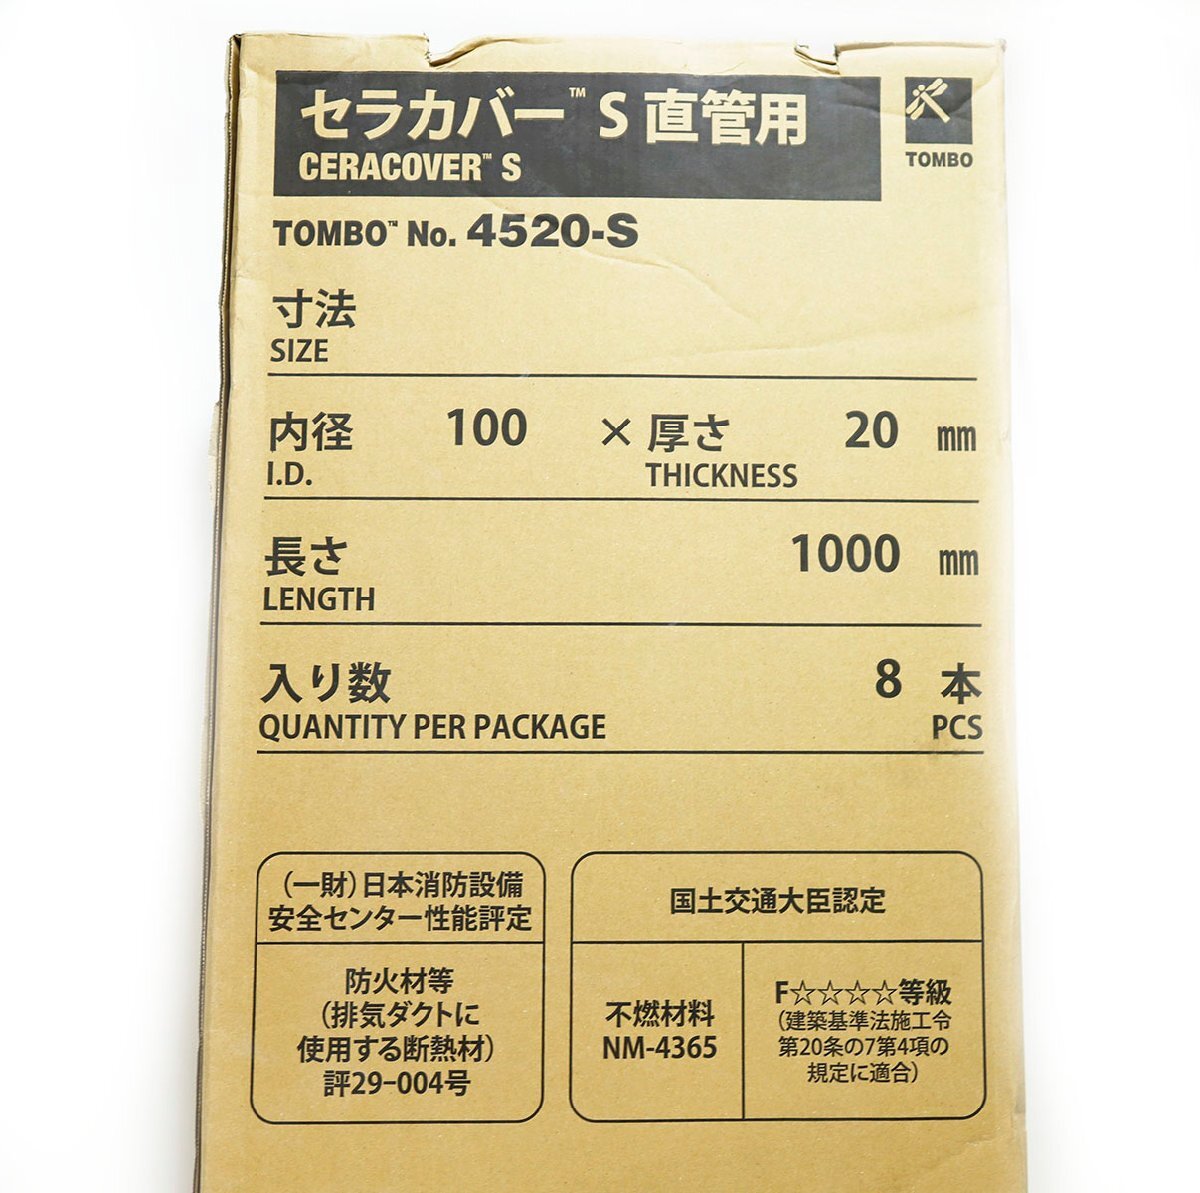 セラカバー™ S 直管用
CERACOVER™ S
TOMBO
TOMBO™ No. 4520-S
寸法
SIZE
内径 100 × 厚さ 20 ㎜
I.D. THICKNESS
長さ 1000 ㎜
LENGTH
入り数 8 本
QUANTITY PER PACKAGE PCS
（一財）日本消防設備
安全センター性能評定
防火材等
（排気ダクトに
使用する断熱材）
評29-004号
国土交通大臣認定
不燃材料
NM-4365
F☆☆☆☆等級
（建築基準法施工令
第20条の7第4項の
規定に適合）